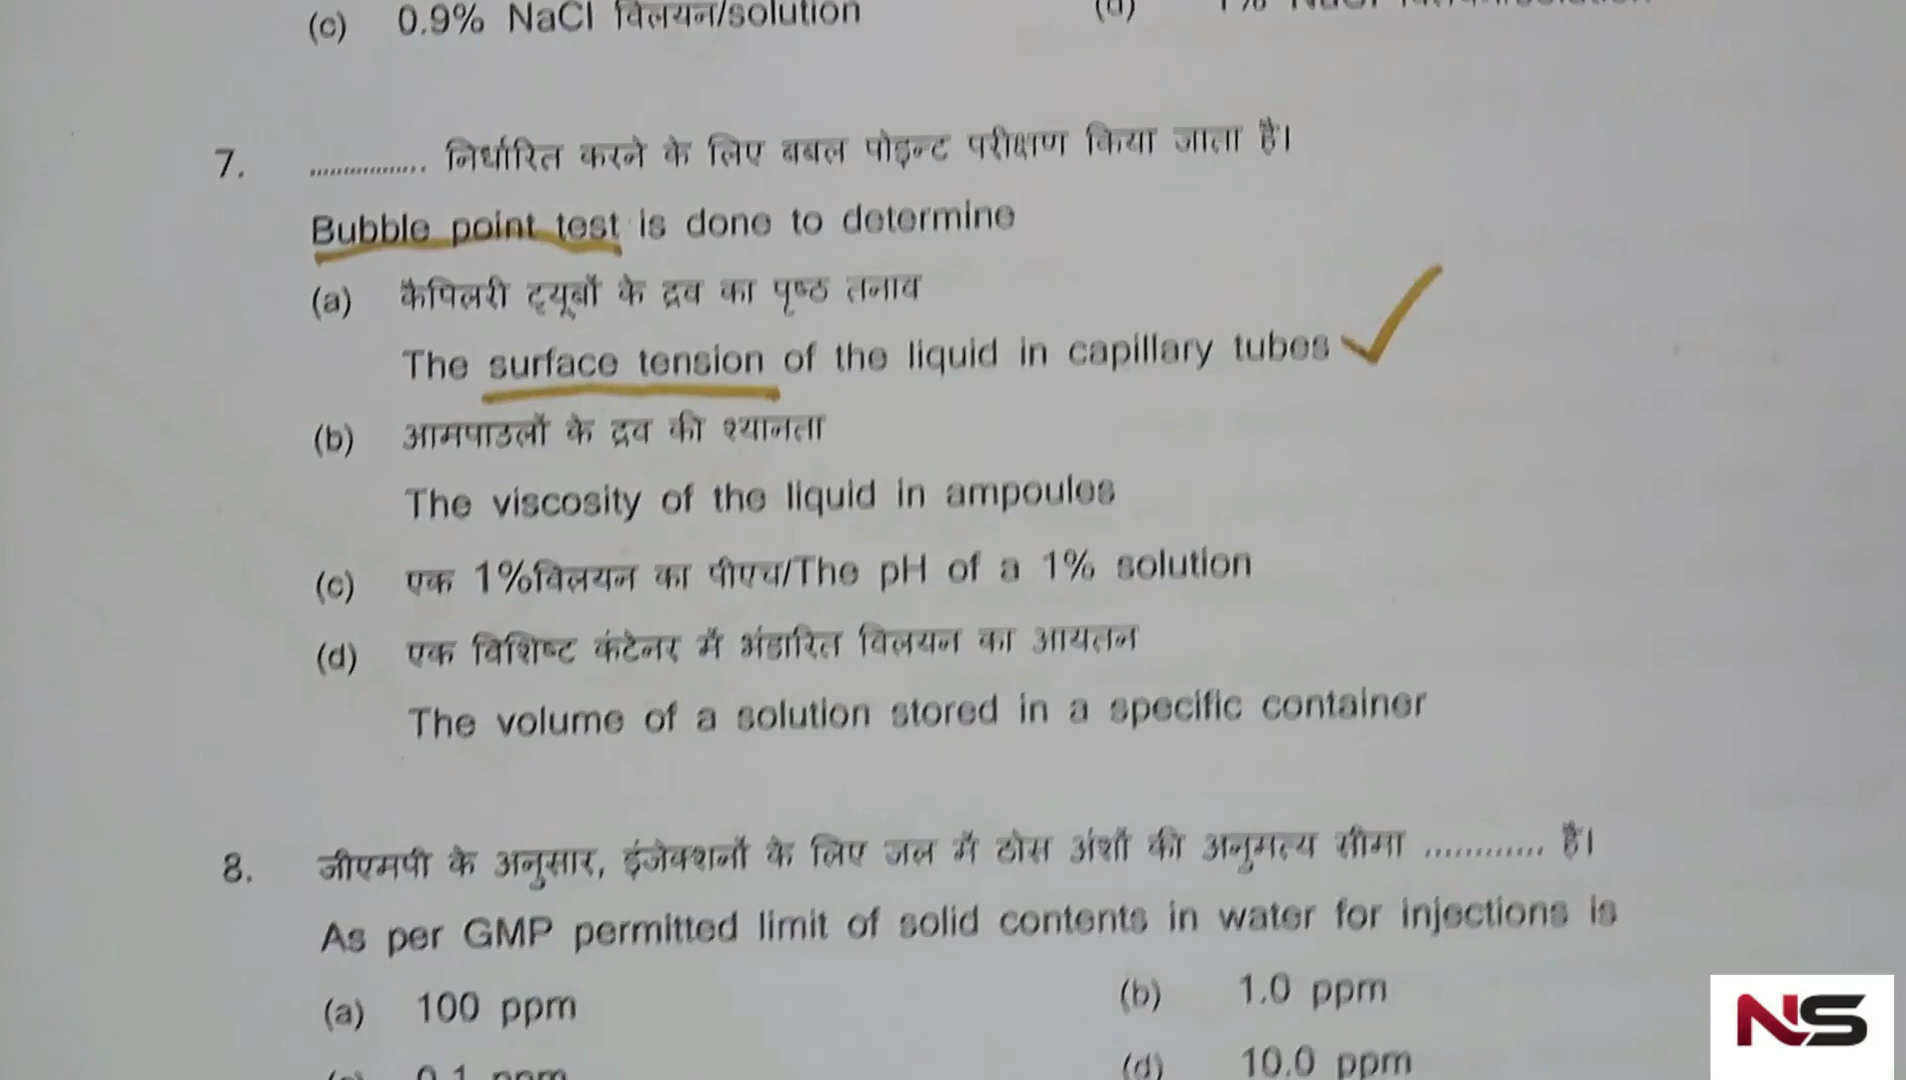 (c) 0.9% NaCl विलयन/solution (d)
7. ............... निर्धारित करने के लिए बबल पोइन्ट परीक्षण किया जाता है।
Bubble point test is done to determine
(a) कैपिलरी ट्यूबों के द्रव का पृष्ठ तनाव
The surface tension of the liquid in capillary tubes
(b) आमपाउलों के द्रव की श्यानता
The viscosity of the liquid in ampoules
(c) एक 1%विलयन का पीएच/The pH of a 1% solution
(d) एक विशिष्ट कंटेनर में भंडारित विलयन का आयतन
The volume of a solution stored in a specific container
8. जीएमपी के अनुसार, इंजेक्शनों के लिए जल में ठोस अंशों की अनुमत्य सीमा ............ है।
As per GMP permitted limit of solid contents in water for injections is
(a) 100 ppm (b) 1.0 ppm
(c) 0.1 ppm (d) 10.0 ppm
NS